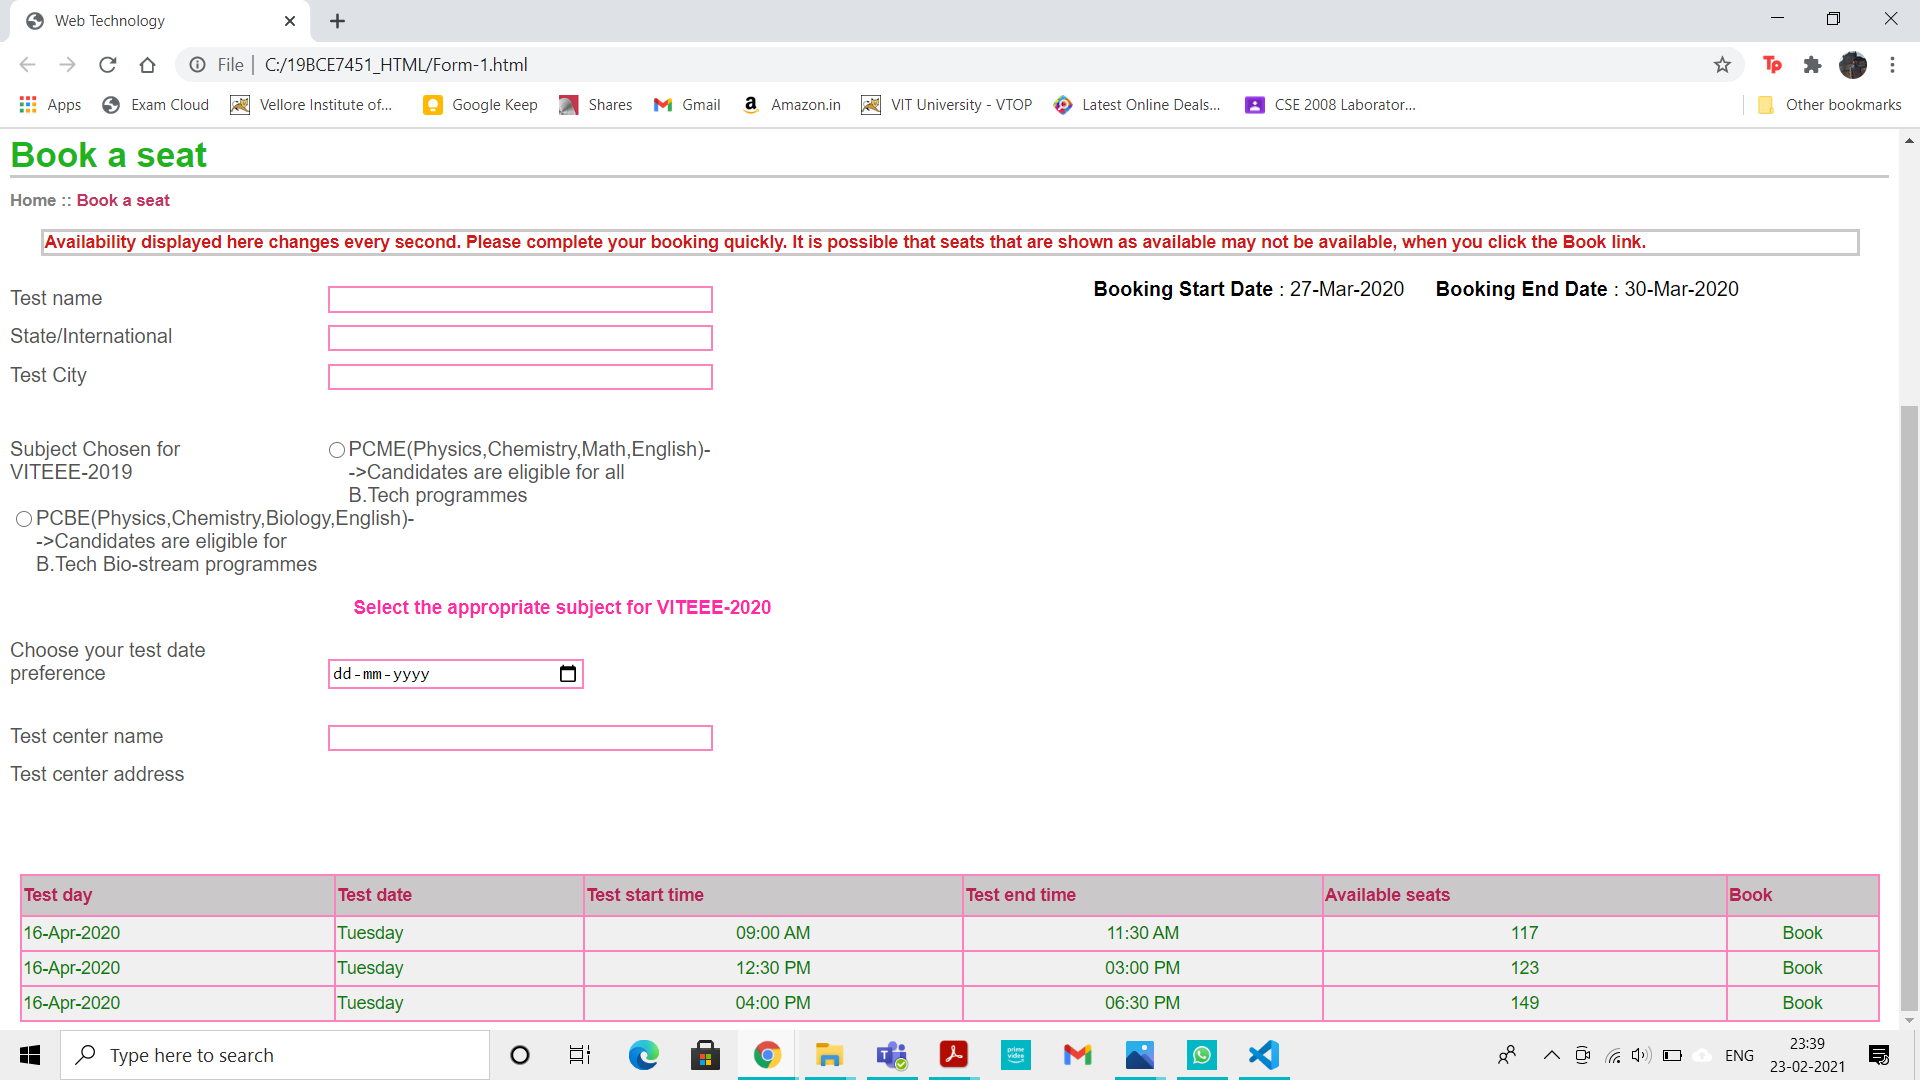 Web Technology
File
C:/19BCE7451_HTML/Form-1.html
Tp
Apps
Exam Cloud
Vellore Institute of...
Google Keep
Shares
Gmail
Amazon.in
VIT University - VTOP
Latest Online Deals...
CSE 2008 Laborator...
Other bookmarks
Book a seat
Home :: Book a seat
Availability displayed here changes every second. Please complete your booking quickly. It is possible that seats that are shown as available may not be available, when you click the Book link.
Booking Start Date : 27-Mar-2020 Booking End Date : 30-Mar-2020
Test name
State/International
Test City
Subject Chosen for
VITEEE-2019
PCME(Physics,Chemistry,Math,English)-
->Candidates are eligible for all
B.Tech programmes
PCBE(Physics,Chemistry,Biology,English)-
->Candidates are eligible for
B.Tech Bio-stream programmes
Select the appropriate subject for VITEEE-2020
Choose your test date
preference
dd-mm-yyyy
Test center name
Test center address
Test day Test date Test start time Test end time Available seats Book
16-Apr-2020 Tuesday 09:00 AM 11:30 AM 117 Book
16-Apr-2020 Tuesday 12:30 PM 03:00 PM 123 Book
16-Apr-2020 Tuesday 04:00 PM 06:30 PM 149 Book
Type here to search
prime
video
ENG
23:39
23-02-2021